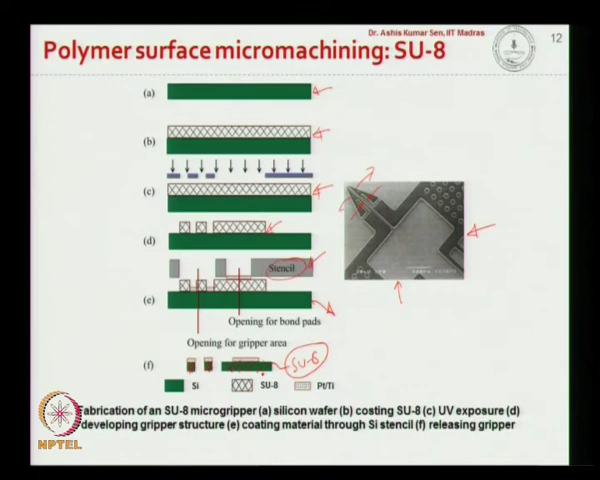 Dr. Ashis Kumar Sen, IIT Madras
12
Polymer surface micromachining: SU-8
(a)
(b)
(c)
(d)
Stencil
(e)
Opening for bond pads
Opening for gripper area
(f)
SU-8
Si
SU-8
Pt/Ti
Fabrication of an SU-8 microgripper (a) silicon wafer (b) costing SU-8 (c) UV exposure (d)
developing gripper structure (e) coating material through Si stencil (f) releasing gripper
NPTEL